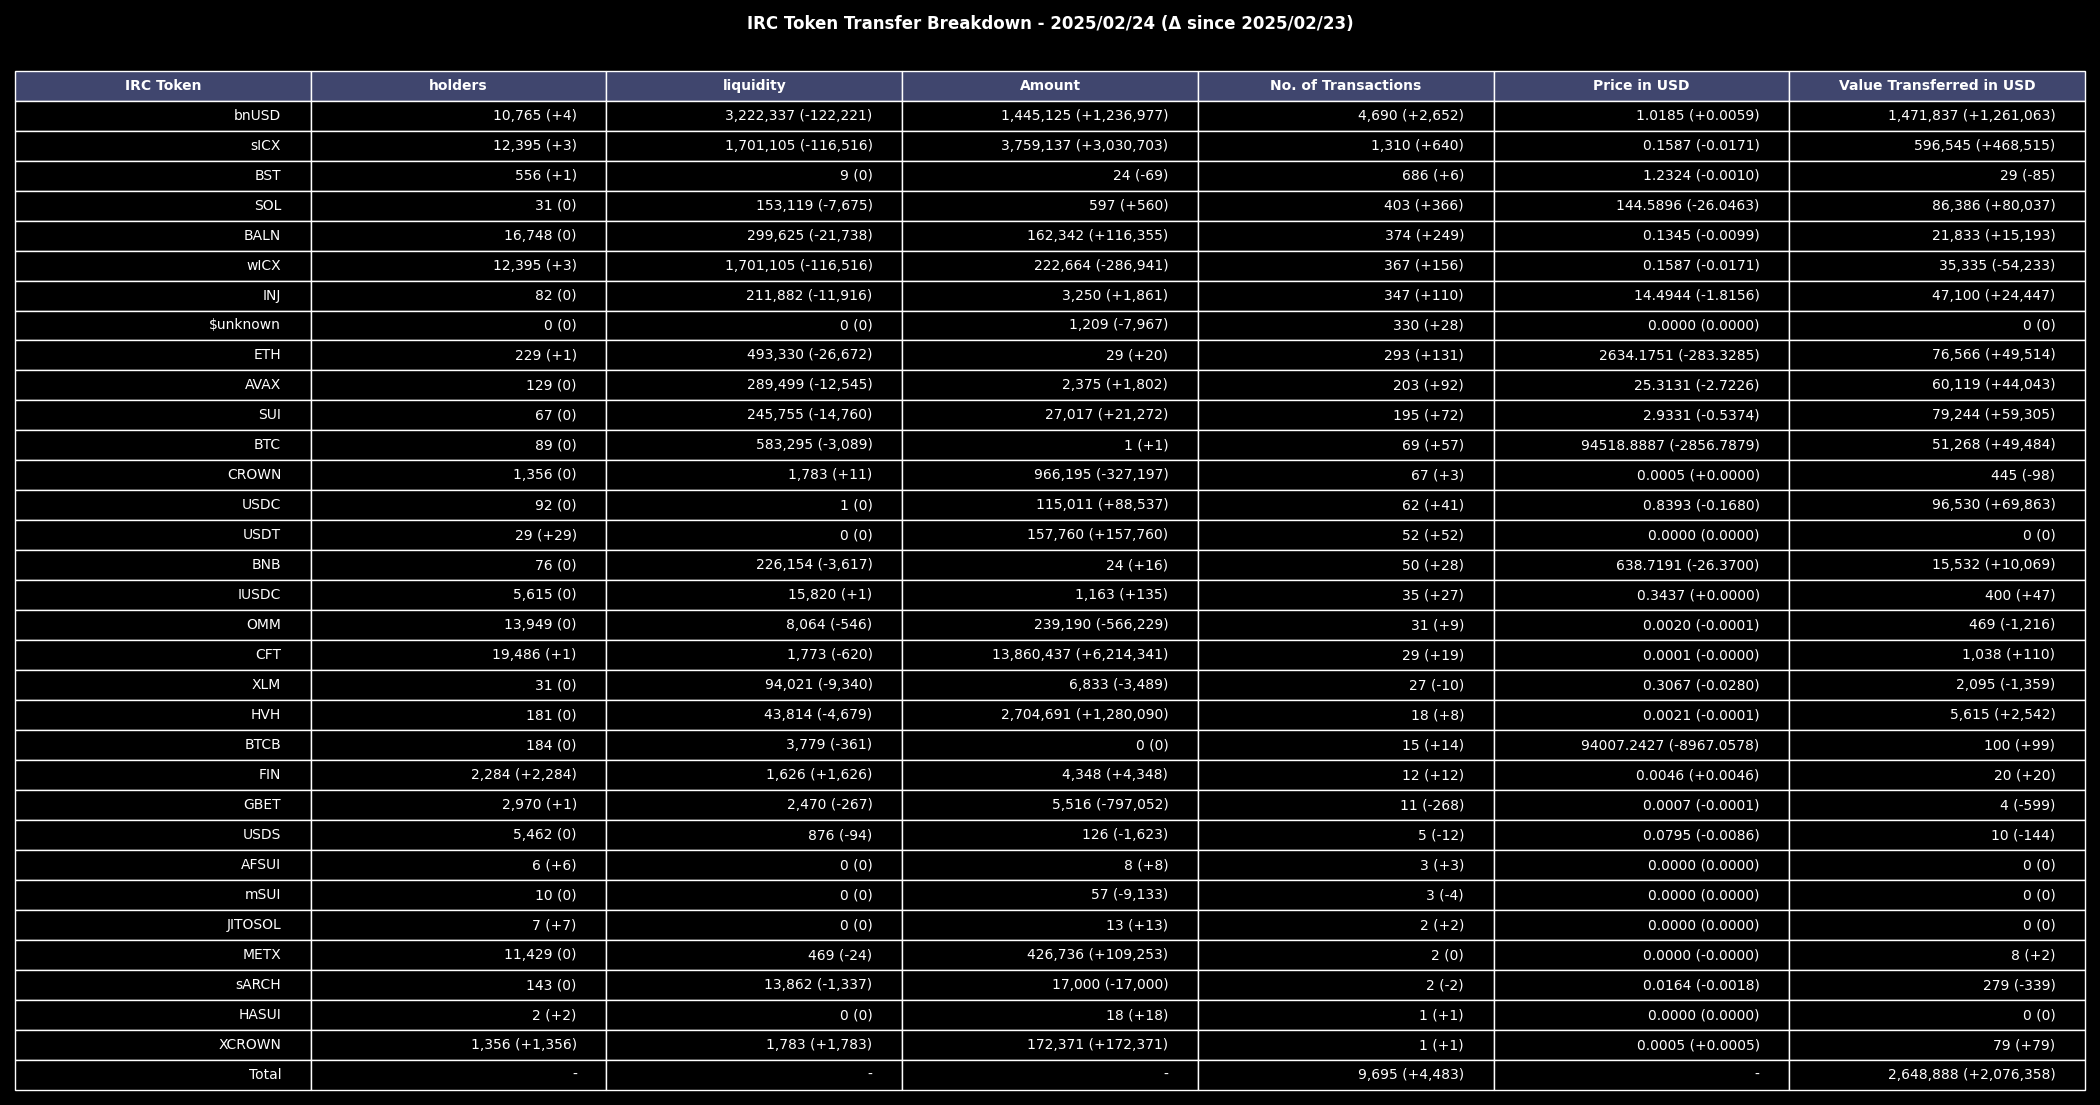 IRC Token Transfer Breakdown - 2025/02/24 (Δ since 2025/02/23)
IRC Token holders liquidity Amount No. of Transactions Price in USD Value Transferred in USD
bnUSD 10,765 (+4) 3,222,337 (-122,221) 1,445,125 (+1,236,977) 4,690 (+2,652) 1.0185 (+0.0059) 1,471,837 (+1,261,063)
sICX 12,395 (+3) 1,701,105 (-116,516) 3,759,137 (+3,030,703) 1,310 (+640) 0.1587 (-0.0171) 596,545 (+468,515)
BST 556 (+1) 9 (0) 24 (-69) 686 (+6) 1.2324 (-0.0010) 29 (-85)
SOL 31 (0) 153,119 (-7,675) 597 (+560) 403 (+366) 144.5896 (-26.0463) 86,386 (+80,037)
BALN 16,748 (0) 299,625 (-21,738) 162,342 (+116,355) 374 (+249) 0.1345 (-0.0099) 21,833 (+15,193)
wICX 12,395 (+3) 1,701,105 (-116,516) 222,664 (-286,941) 367 (+156) 0.1587 (-0.0171) 35,335 (-54,233)
INJ 82 (0) 211,882 (-11,916) 3,250 (+1,861) 347 (+110) 14.4944 (-1.8156) 47,100 (+24,447)
$unknown 0 (0) 0 (0) 1,209 (-7,967) 330 (+28) 0.0000 (0.0000) 0 (0)
ETH 229 (+1) 493,330 (-26,672) 29 (+20) 293 (+131) 2634.1751 (-283.3285) 76,566 (+49,514)
AVAX 129 (0) 289,499 (-12,545) 2,375 (+1,802) 203 (+92) 25.3131 (-2.7226) 60,119 (+44,043)
SUI 67 (0) 245,755 (-14,760) 27,017 (+21,272) 195 (+72) 2.9331 (-0.5374) 79,244 (+59,305)
BTC 89 (0) 583,295 (-3,089) 1 (+1) 69 (+57) 94518.8887 (-2856.7879) 51,268 (+49,484)
CROWN 1,356 (0) 1,783 (+11) 966,195 (-327,197) 67 (+3) 0.0005 (+0.0000) 445 (-98)
USDC 92 (0) 1 (0) 115,011 (+88,537) 62 (+41) 0.8393 (-0.1680) 96,530 (+69,863)
USDT 29 (+29) 0 (0) 157,760 (+157,760) 52 (+52) 0.0000 (0.0000) 0 (0)
BNB 76 (0) 226,154 (-3,617) 24 (+16) 50 (+28) 638.7191 (-26.3700) 15,532 (+10,069)
IUSDC 5,615 (0) 15,820 (+1) 1,163 (+135) 35 (+27) 0.3437 (+0.0000) 400 (+47)
OMM 13,949 (0) 8,064 (-546) 239,190 (-566,229) 31 (+9) 0.0020 (-0.0001) 469 (-1,216)
CFT 19,486 (+1) 1,773 (-620) 13,860,437 (+6,214,341) 29 (+19) 0.0001 (-0.0000) 1,038 (+110)
XLM 31 (0) 94,021 (-9,340) 6,833 (-3,489) 27 (-10) 0.3067 (-0.0280) 2,095 (-1,359)
HVH 181 (0) 43,814 (-4,679) 2,704,691 (+1,280,090) 18 (+8) 0.0021 (-0.0001) 5,615 (+2,542)
BTCB 184 (0) 3,779 (-361) 0 (0) 15 (+14) 94007.2427 (-8967.0578) 100 (+99)
FIN 2,284 (+2,284) 1,626 (+1,626) 4,348 (+4,348) 12 (+12) 0.0046 (+0.0046) 20 (+20)
GBET 2,970 (+1) 2,470 (-267) 5,516 (-797,052) 11 (-268) 0.0007 (-0.0001) 4 (-599)
USDS 5,462 (0) 876 (-94) 126 (-1,623) 5 (-12) 0.0795 (-0.0086) 10 (-144)
AFSUI 6 (+6) 0 (0) 8 (+8) 3 (+3) 0.0000 (0.0000) 0 (0)
mSUI 10 (0) 0 (0) 57 (-9,133) 3 (-4) 0.0000 (0.0000) 0 (0)
JITOSOL 7 (+7) 0 (0) 13 (+13) 2 (+2) 0.0000 (0.0000) 0 (0)
METX 11,429 (0) 469 (-24) 426,736 (+109,253) 2 (0) 0.0000 (-0.0000) 8 (+2)
sARCH 143 (0) 13,862 (-1,337) 17,000 (-17,000) 2 (-2) 0.0164 (-0.0018) 279 (-339)
HASUI 2 (+2) 0 (0) 18 (+18) 1 (+1) 0.0000 (0.0000) 0 (0)
XCROWN 1,356 (+1,356) 1,783 (+1,783) 172,371 (+172,371) 1 (+1) 0.0005 (+0.0005) 79 (+79)
Total - - - 9,695 (+4,483) - 2,648,888 (+2,076,358)